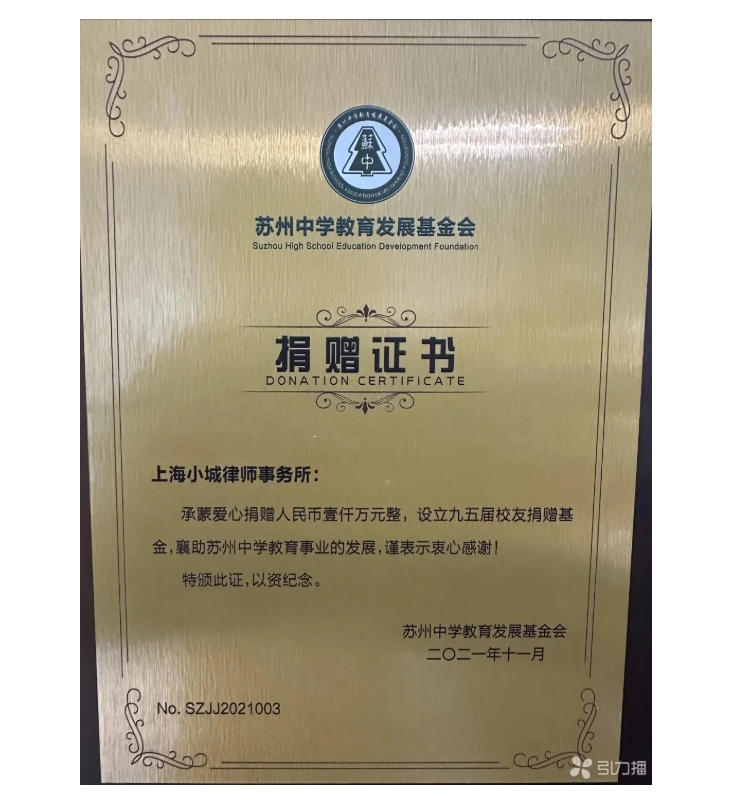 蘇中
苏州中学教育发展基金会
Suzhou High School Education Development Foundation
捐赠证书
DONATION CERTIFICATE
上海小城律师事务所：
承蒙爱心捐赠人民币壹仟万元整，设立九五届校友捐赠基
金，襄助苏州中学教育事业的发展，谨表示衷心感谢！
特颁此证，以资纪念。
苏州中学教育发展基金会
二〇二一年十一月
No. SZJJ2021003
引力播